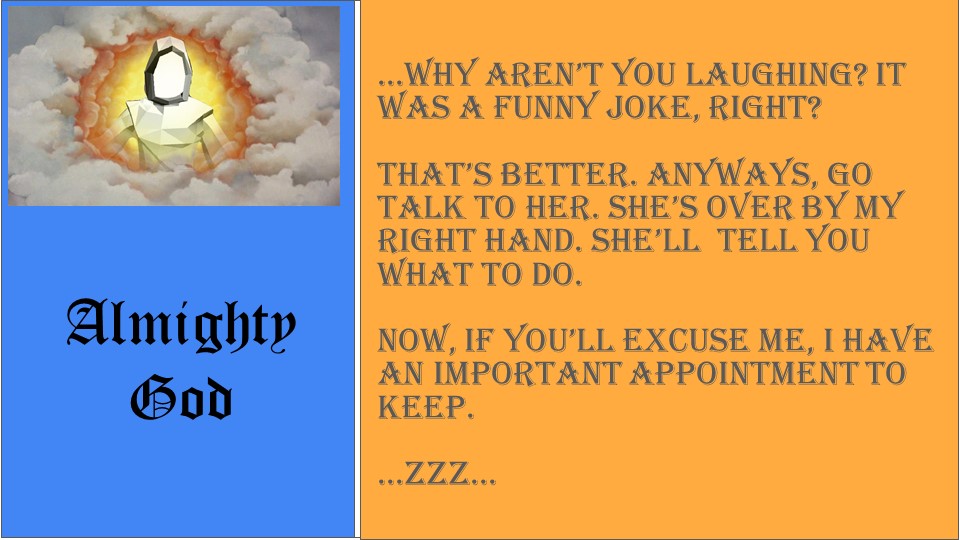 Almighty
God
...WHY AREN'T YOU LAUGHING? IT
WAS A FUNNY JOKE, RIGHT?
THAT'S BETTER. ANYWAYS, GO
TALK TO HER. SHE'S OVER BY MY
RIGHT HAND. SHE'LL  TELL YOU
WHAT TO DO.
NOW, IF YOU'LL EXCUSE ME, I HAVE
AN IMPORTANT APPOINTMENT TO
KEEP.
...ZZZ...